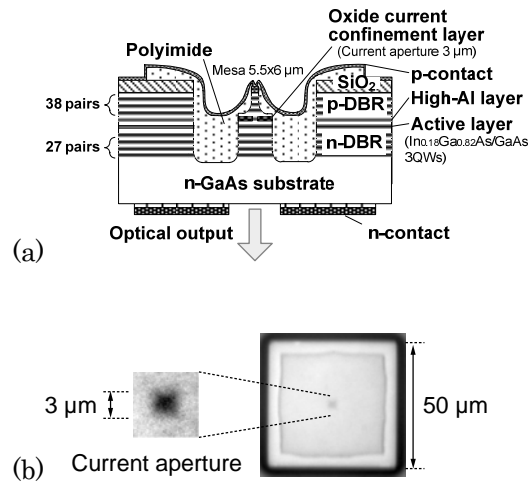 Oxide current
confinement layer
(Current aperture 3 μm)
Polyimide
Mesa 5.5x6 μm
p-contact
SiO₂
38 pairs
p-DBR
High-Al layer
Active layer
(In0.18Ga0.82As/GaAs
3QWs)
n-DBR
27 pairs
n-GaAs substrate
Optical output
n-contact
(a)
3 μm
50 μm
(b)
Current aperture